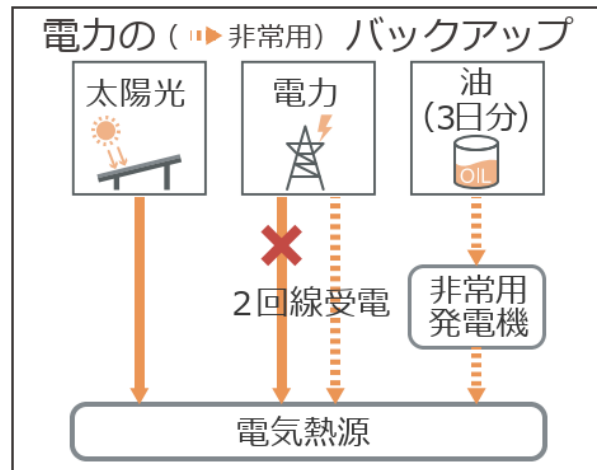 電力の（ 非常用）バックアップ
太陽光
電力
油
（3日分）
OIL
2回線受電
非常用
発電機
電気熱源